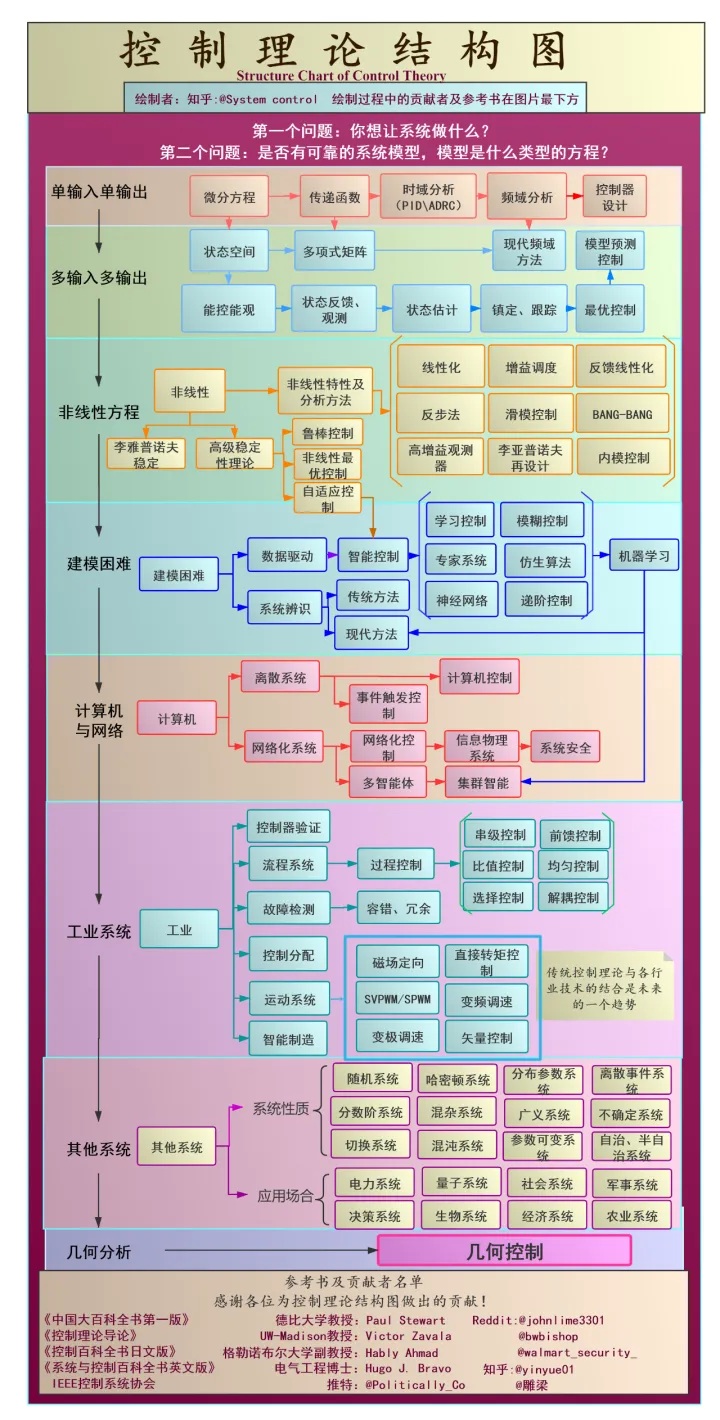 控制理论结构图
Structure Chart of Control Theory
绘制者：知乎:@System control 绘制过程中的贡献者及参考书在图片最下方
第一个问题：你想让系统做什么？
第二个问题：是否有可靠的系统模型，模型是什么类型的方程？
单输入单输出
微分方程
传递函数
时域分析
（PID\ADRC）
频域分析
控制器
设计
多输入多输出
状态空间
多项式矩阵
现代频域
方法
模型预测
控制
能控能观
状态反馈、
观测
状态估计
镇定、跟踪
最优控制
非线性方程
非线性
非线性特性及
分析方法
李雅普诺夫
稳定
高级稳定
性理论
鲁棒控制
非线性最
优控制
自适应控
制
线性化
增益调度
反馈线性化
反步法
滑模控制
BANG-BANG
高增益观测
器
李亚普诺夫
再设计
内模控制
建模困难
建模困难
数据驱动
智能控制
系统辨识
传统方法
现代方法
学习控制
模糊控制
专家系统
仿生算法
神经网络
递阶控制
机器学习
计算机
与网络
计算机
离散系统
计算机控制
事件触发控
制
网络化系统
网络化控
制
信息物理
系统
系统安全
多智能体
集群智能
工业系统
工业
控制器验证
流程系统
过程控制
故障检测
容错、冗余
控制分配
运动系统
智能制造
串级控制
前馈控制
比值控制
均匀控制
选择控制
解耦控制
磁场定向
直接转矩控
制
SVPWM/SPWM
变频调速
变极调速
矢量控制
传统控制理论与各行
业技术的结合是未来
的一个趋势
其他系统
其他系统
系统性质
随机系统
哈密顿系统
分布参数系
统
离散事件系
统
分数阶系统
混杂系统
广义系统
不确定系统
切换系统
混沌系统
参数可变系
统
自治、半自
治系统
应用场合
电力系统
量子系统
社会系统
军事系统
决策系统
生物系统
经济系统
农业系统
几何分析
几何控制
参考书及贡献者名单
感谢各位为控制理论结构图做出的贡献！
《中国大百科全书第一版》 德比大学教授：Paul Stewart Reddit:@johnlime3301
《控制理论导论》 UW-Madison教授：Victor Zavala @bwbishop
《控制百科全书日文版》 格勒诺布尔大学副教授：Hably Ahmad @walmart_security_
《系统与控制百科全书英文版》 电气工程博士：Hugo J. Bravo 知乎:@yinyue01
IEEE控制系统协会 推特：@Politically_Co @雕梁